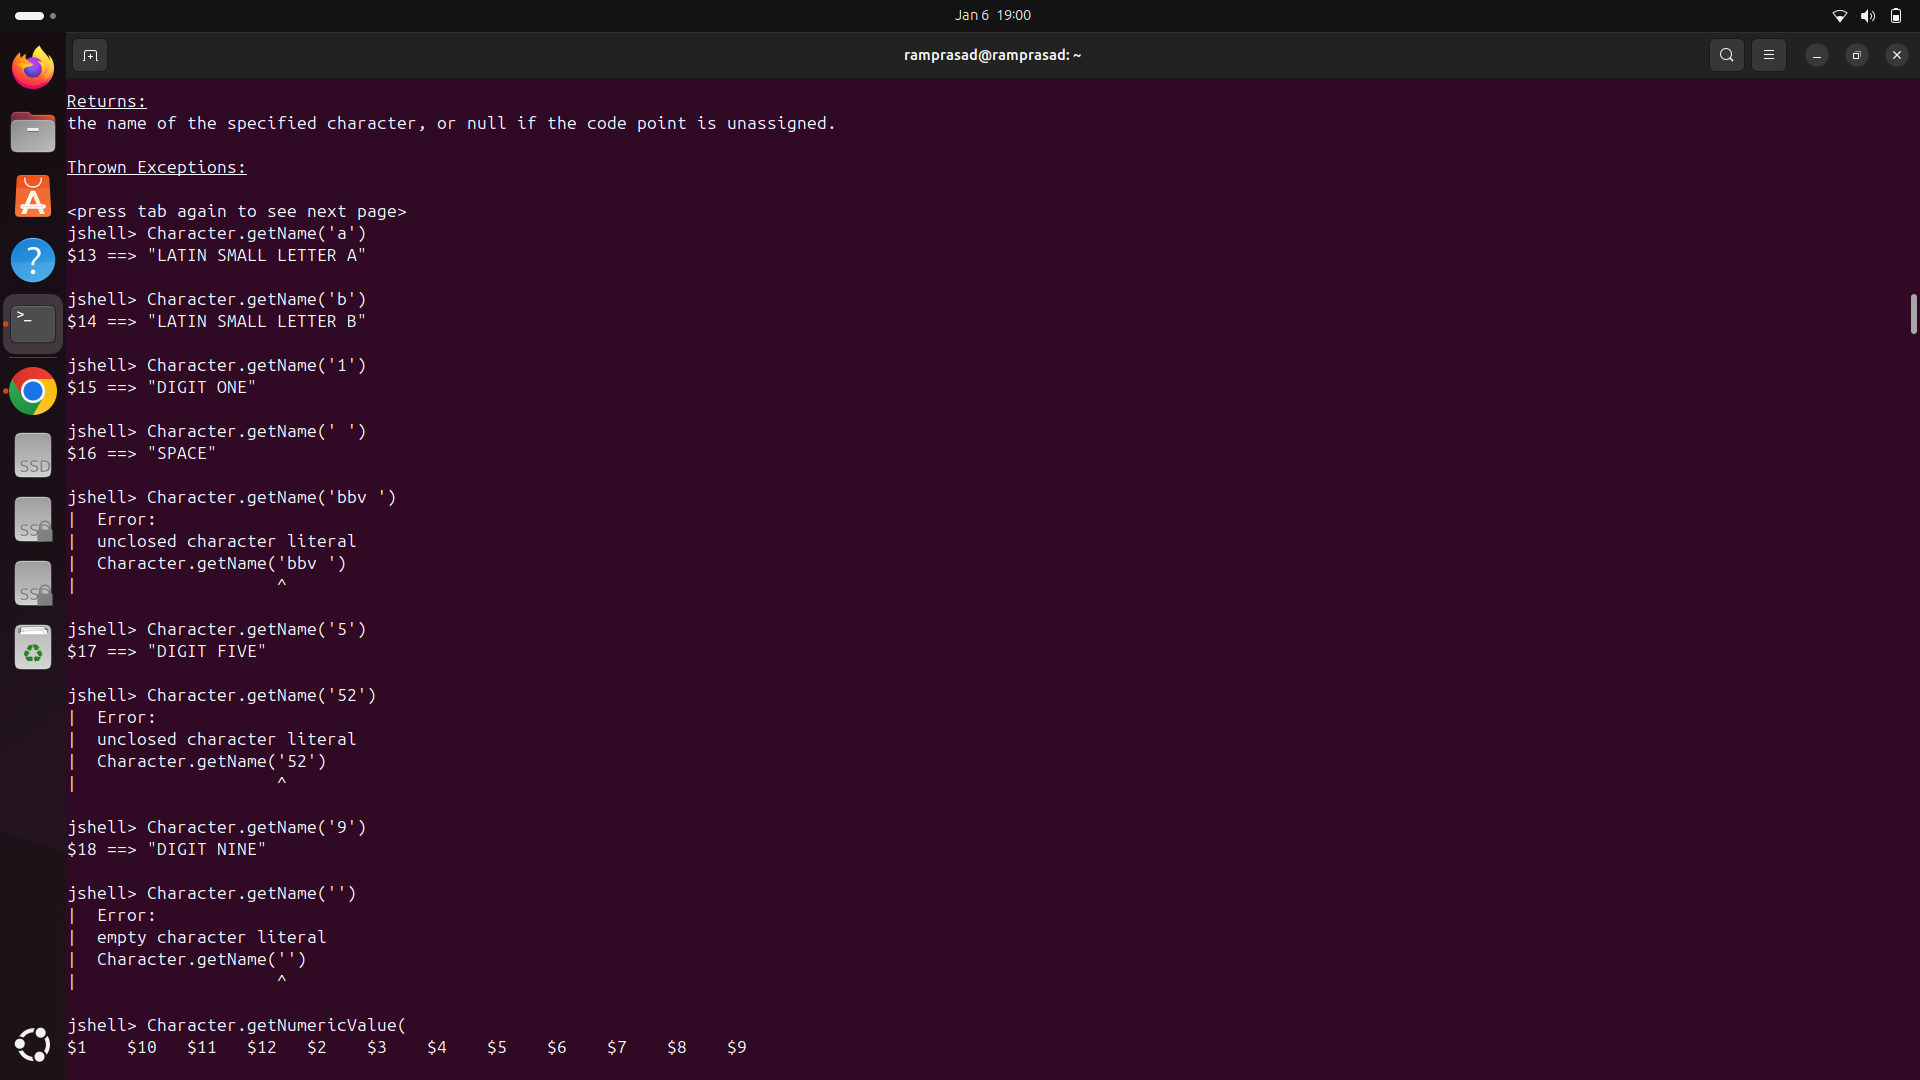 Jan 6  19:00
ramprasad@ramprasad: ~
Returns:
the name of the specified character, or null if the code point is unassigned.
Thrown Exceptions:
<press tab again to see next page>
jshell> Character.getName('a')
$13 ==> "LATIN SMALL LETTER A"
jshell> Character.getName('b')
$14 ==> "LATIN SMALL LETTER B"
jshell> Character.getName('1')
$15 ==> "DIGIT ONE"
jshell> Character.getName(' ')
$16 ==> "SPACE"
jshell> Character.getName('bbv ')
|  Error:
|  unclosed character literal
|  Character.getName('bbv ')
|                    ^
jshell> Character.getName('5')
$17 ==> "DIGIT FIVE"
jshell> Character.getName('52')
|  Error:
|  unclosed character literal
|  Character.getName('52')
|                    ^
jshell> Character.getName('9')
$18 ==> "DIGIT NINE"
jshell> Character.getName('')
|  Error:
|  empty character literal
|  Character.getName('')
|                    ^
jshell> Character.getNumericValue(
$1    $10   $11   $12   $2    $3    $4    $5    $6    $7    $8    $9
>_
SSD
SSD
SSD